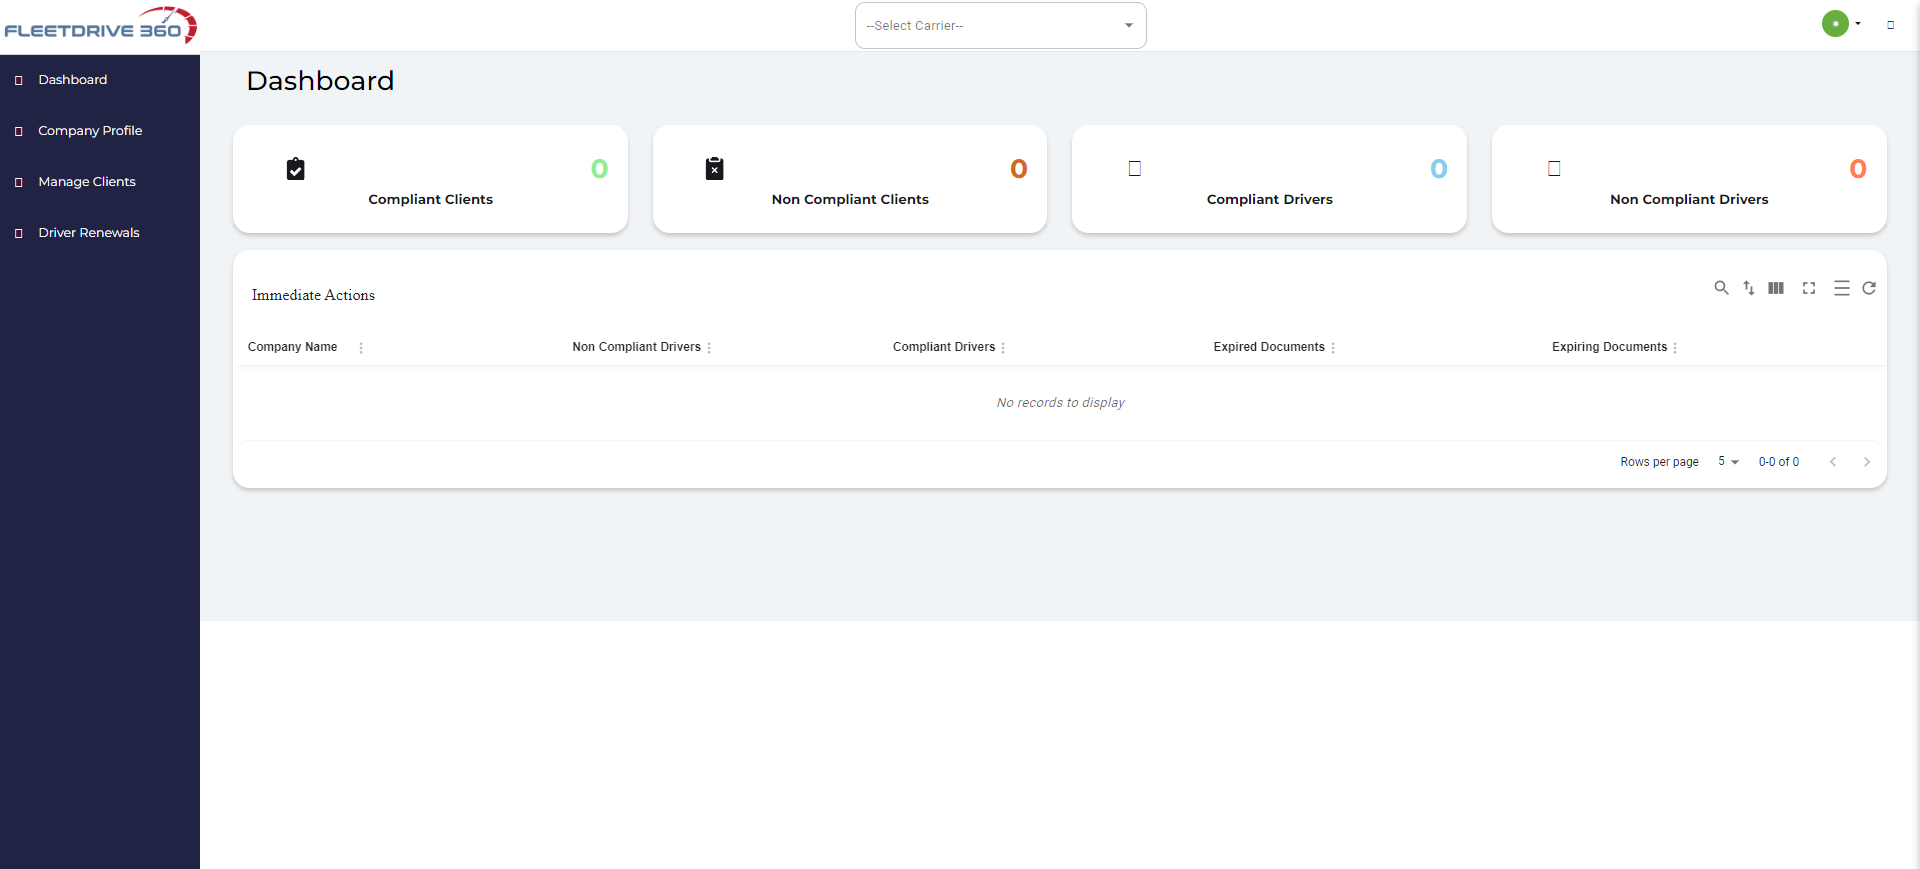 FLEETDRIVE 360
--Select Carrier--
Dashboard
Company Profile
Manage Clients
Driver Renewals
Dashboard
0
Compliant Clients
0
Non Compliant Clients
0
Compliant Drivers
0
Non Compliant Drivers
Immediate Actions
Company Name Non Compliant Drivers Compliant Drivers Expired Documents Expiring Documents
No records to display
Rows per page 5 0-0 of 0